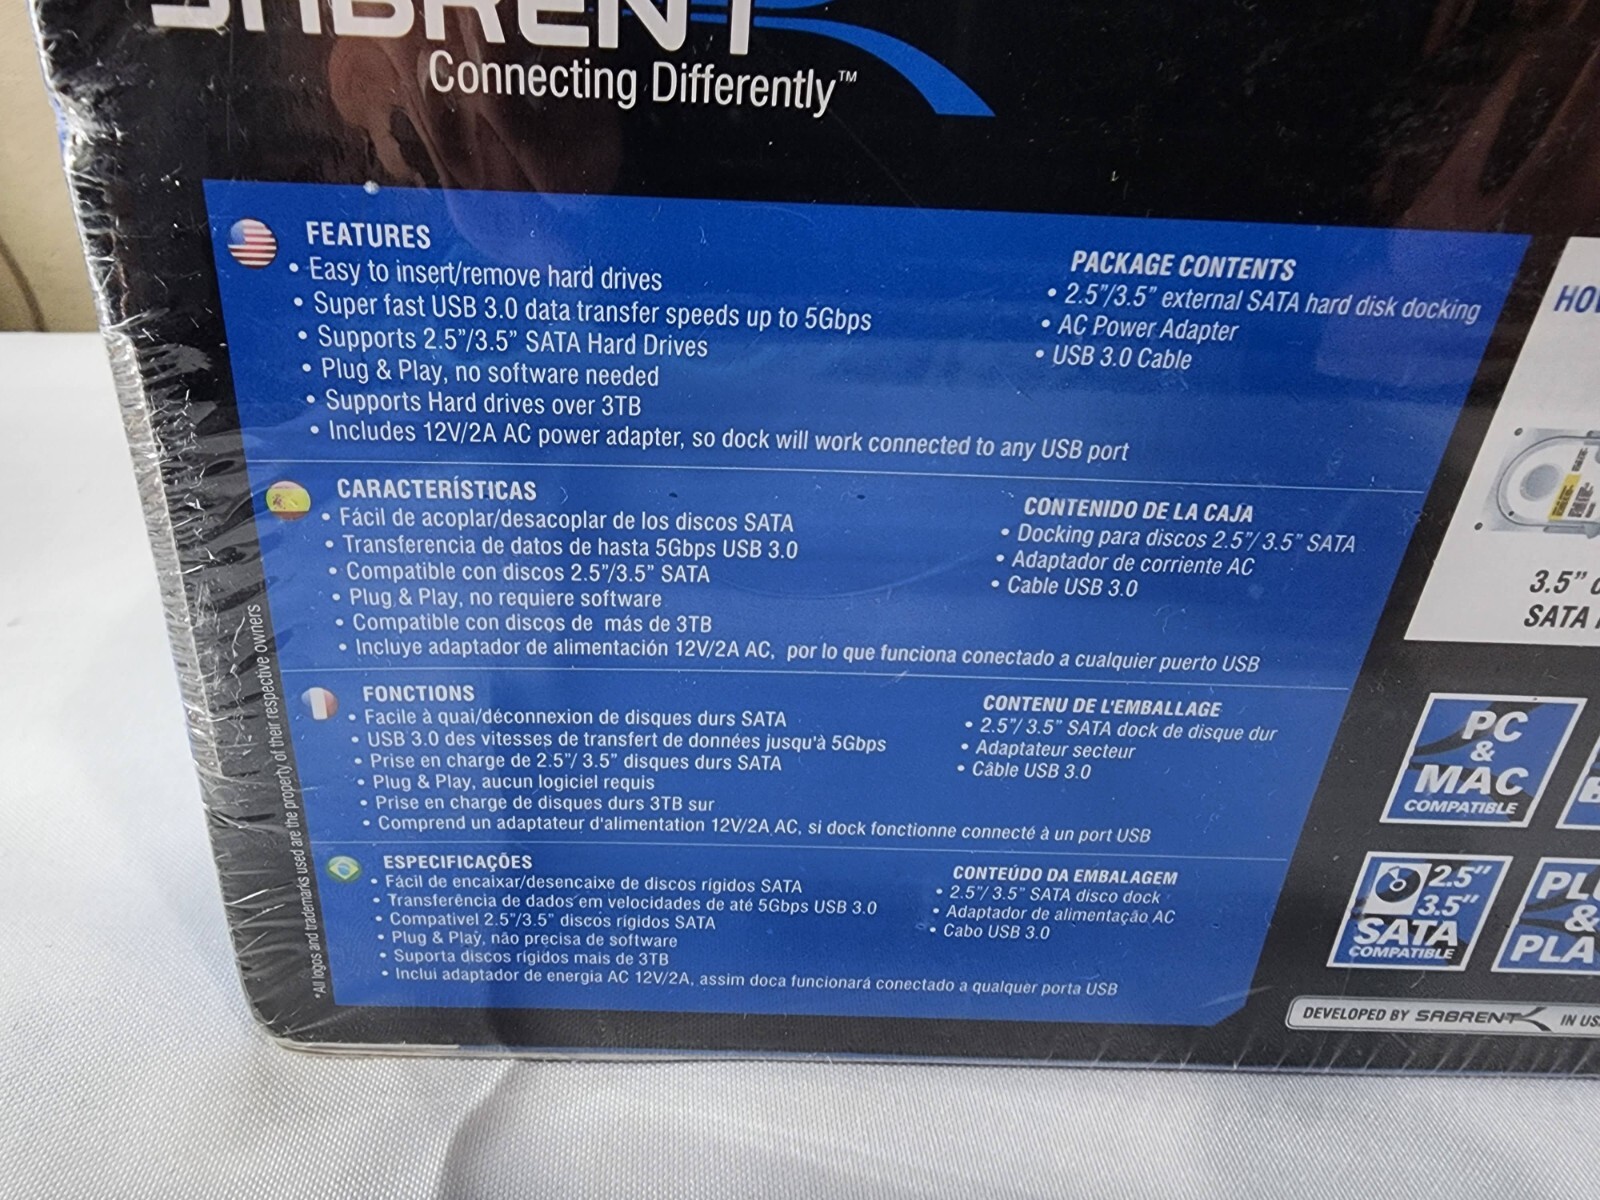 SABRENT
Connecting Differently™
FEATURES
• Easy to insert/remove hard drives
• Super fast USB 3.0 data transfer speeds up to 5Gbps
• Supports 2.5”/3.5” SATA Hard Drives
• Plug & Play, no software needed
• Supports Hard drives over 3TB
• Includes 12V/2A AC power adapter, so dock will work connected to any USB port
PACKAGE CONTENTS
• 2.5”/3.5” external SATA hard disk docking
• AC Power Adapter
• USB 3.0 Cable
CARACTERÍSTICAS
• Fácil de acoplar/desacoplar de los discos SATA
• Transferencia de datos de hasta 5Gbps USB 3.0
• Compatible con discos 2.5”/3.5” SATA
• Plug & Play, no requiere software
• Compatible con discos de más de 3TB
• Incluye adaptador de alimentación 12V/2A AC, por lo que funciona conectado a cualquier puerto USB
CONTENIDO DE LA CAJA
• Docking para discos 2.5”/ 3.5” SATA
• Adaptador de corriente AC
• Cable USB 3.0
FONCTIONS
• Facile à quai/déconnexion de disques durs SATA
• USB 3.0 des vitesses de transfert de données jusqu'à 5Gbps
• Prise en charge de 2.5”/ 3.5” disques durs SATA
• Plug & Play, aucun logiciel requis
• Prise en charge de disques durs 3TB sur
• Comprend un adaptateur d'alimentation 12V/2A AC, si dock fonctionne connecté à un port USB
CONTENU DE L'EMBALLAGE
• 2.5”/ 3.5” SATA dock de disque dur
• Adaptateur secteur
• Câble USB 3.0
ESPECIFICAÇÕES
• Fácil de encaixar/desencaixe de discos rígidos SATA
• Transferência de dados em velocidades de até 5Gbps USB 3.0
• Compativel 2.5”/3.5” discos rígidos SATA
• Plug & Play, não precisa de software
• Suporta discos rígidos mais de 3TB
• Inclui adaptador de energia AC 12V/2A, assim doca funcionará conectado a qualquer porta USB
CONTEÚDO DA EMBALAGEM
• 2.5”/ 3.5” SATA disco dock
• Adaptador de alimentação AC
• Cabo USB 3.0
*All logos and trademarks used are the property of their respective owners
3.5”
SATA
PC
&
MAC
COMPATIBLE
2.5”
3.5”
SATA
COMPATIBLE
&
DEVELOPED BY SABRENT IN